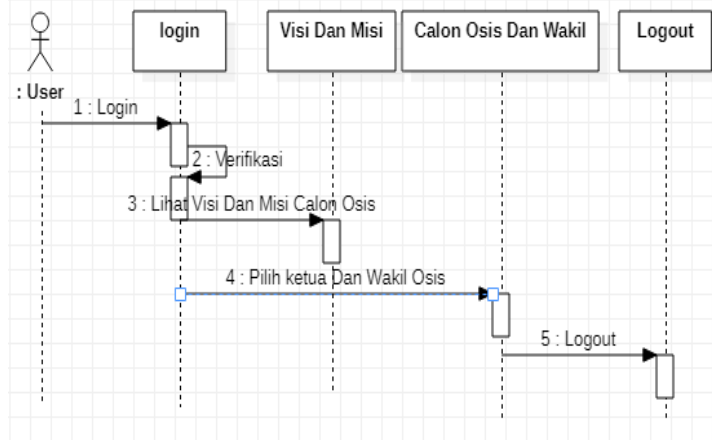 login
Visi Dan Misi
Calon Osis Dan Wakil
Logout
: User
1 : Login
2 : Verifikasi
3 : Lihat Visi Dan Misi Calon Osis
4 : Pilih ketua Dan Wakil Osis
5 : Logout